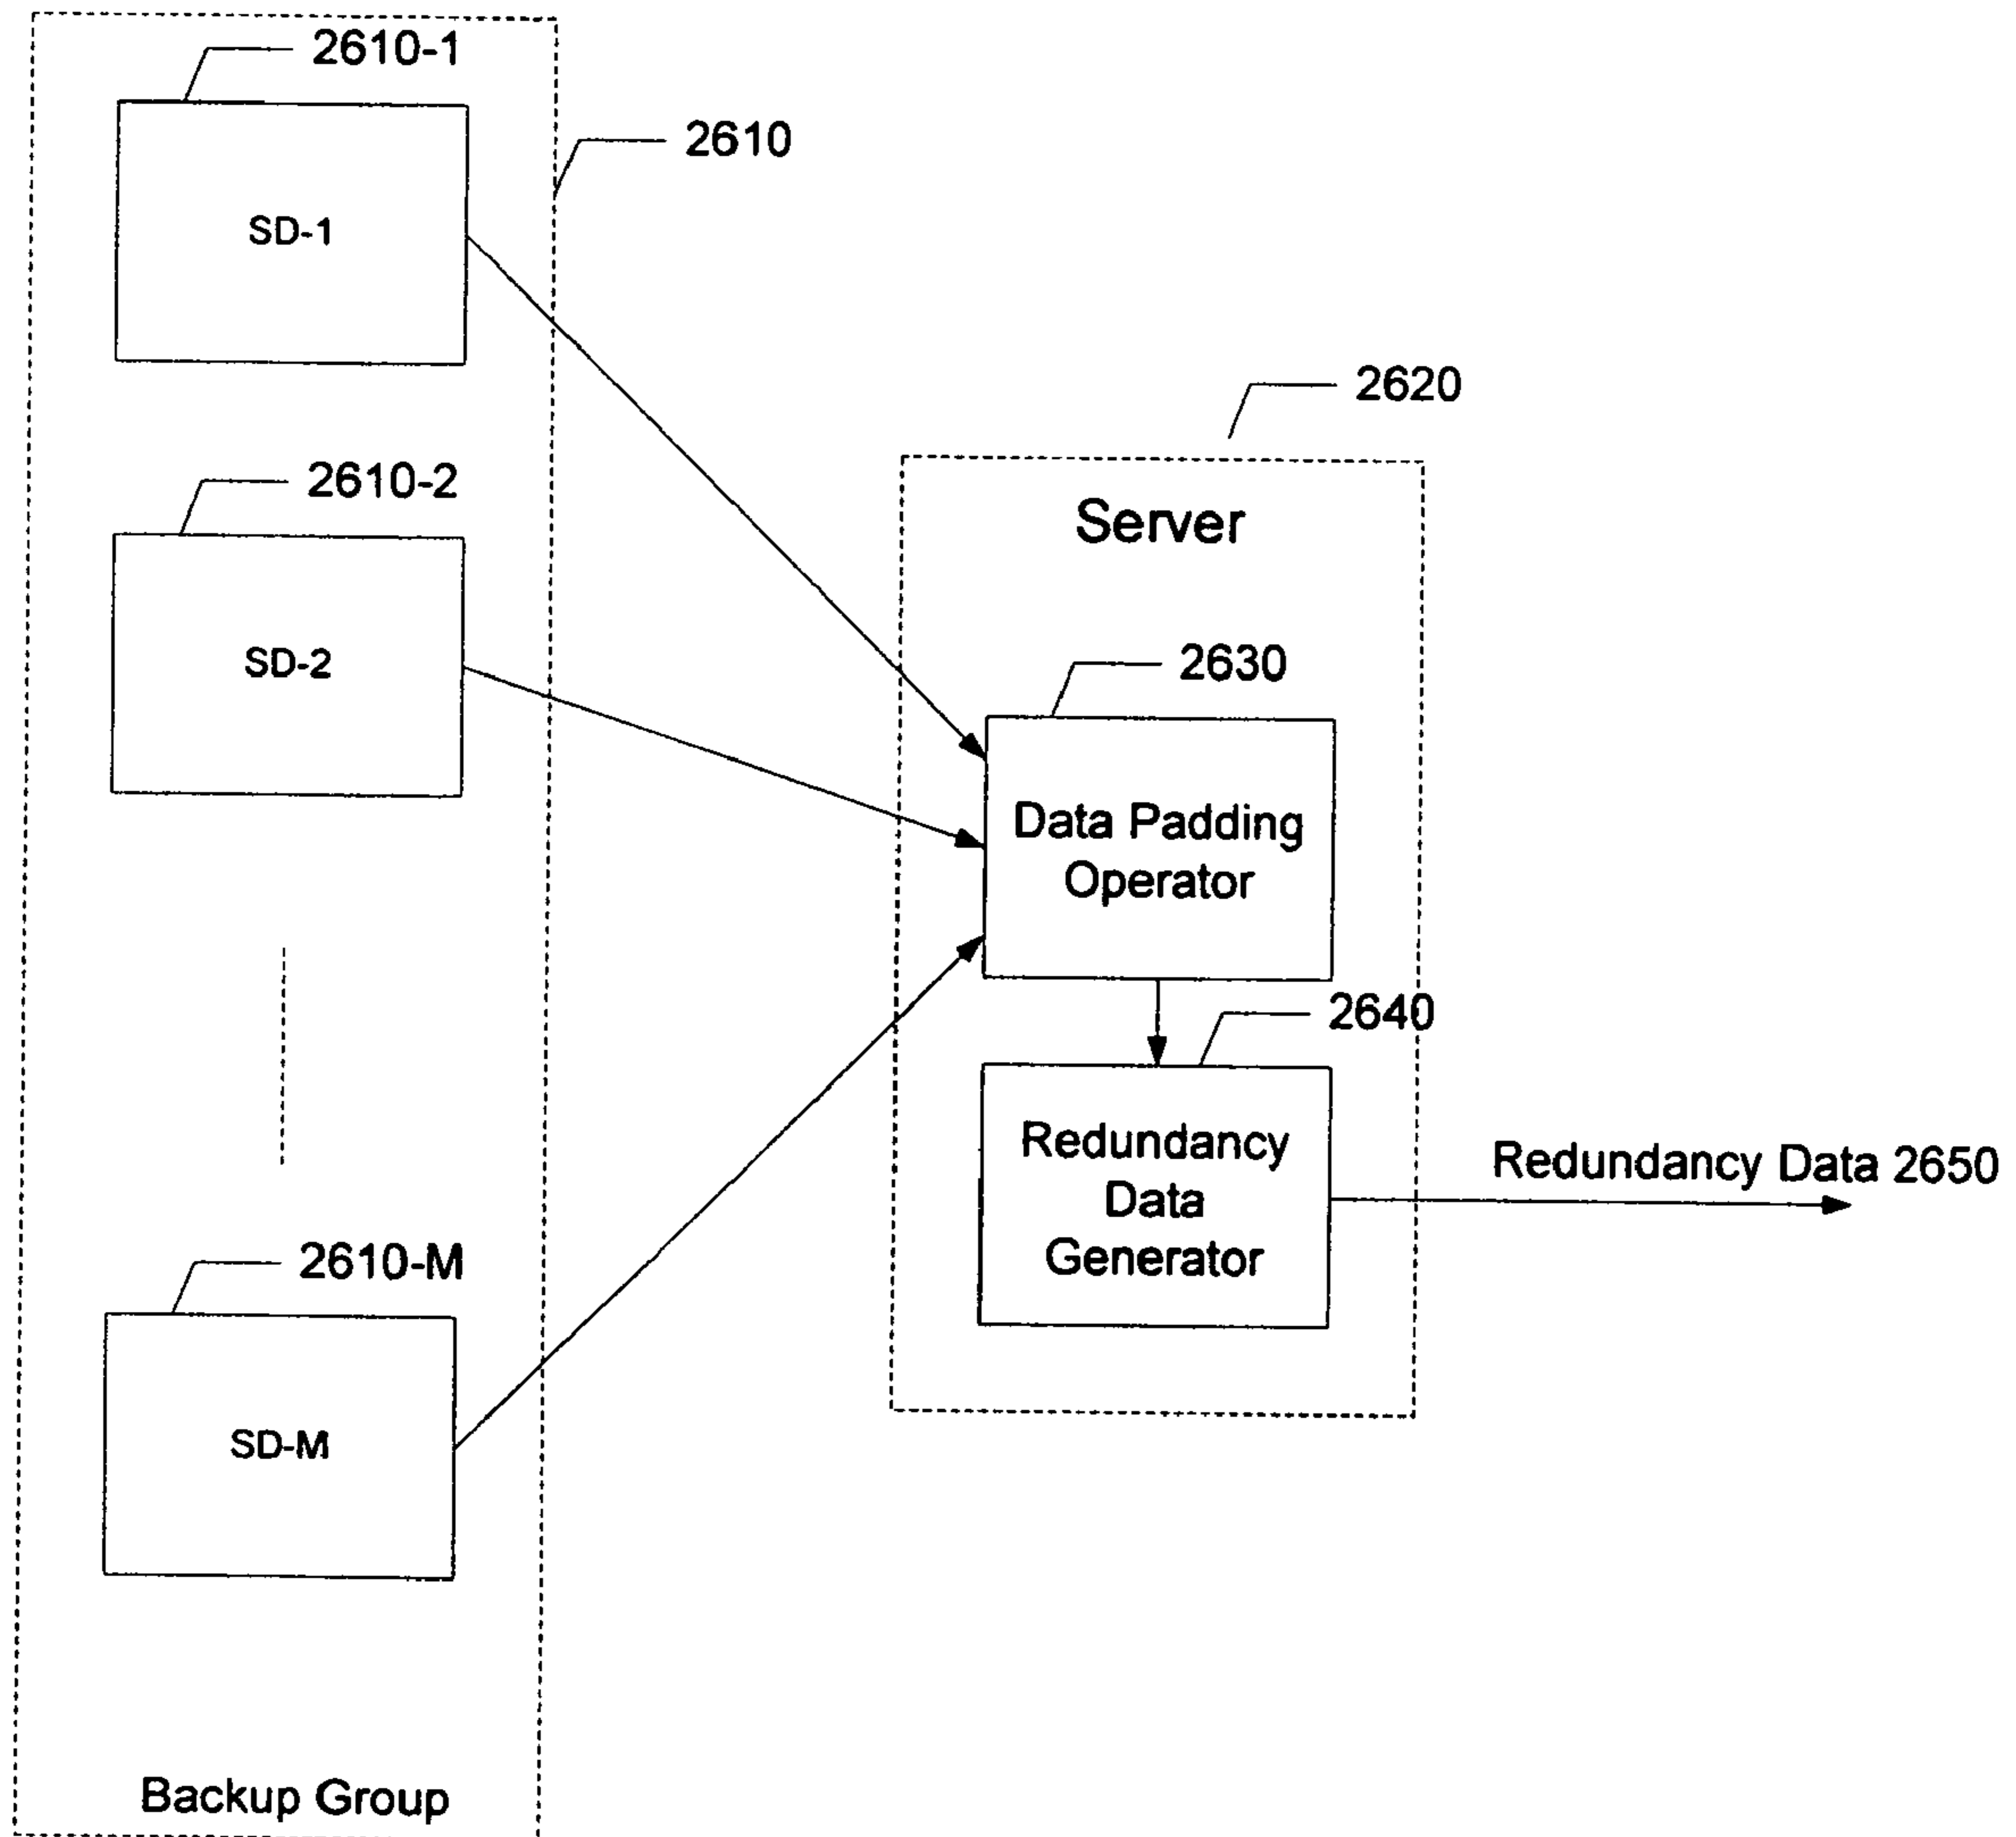 2610-1
2610
SD-1
2620
2610-2
Server
SD-2
2630
Data Padding
Operator
2640
Redundancy
Data
Generator
Redundancy Data 2650
2610-M
SD-M
Backup Group